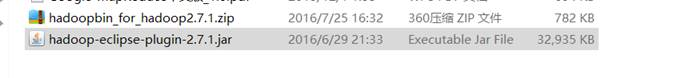 hadoopbin_for_hadoop2.7.1.zip 2016/7/25 16:32 360压缩 ZIP 文件 782 KB
hadoop-eclipse-plugin-2.7.1.jar 2016/6/29 21:33 Executable Jar File 32,935 KB